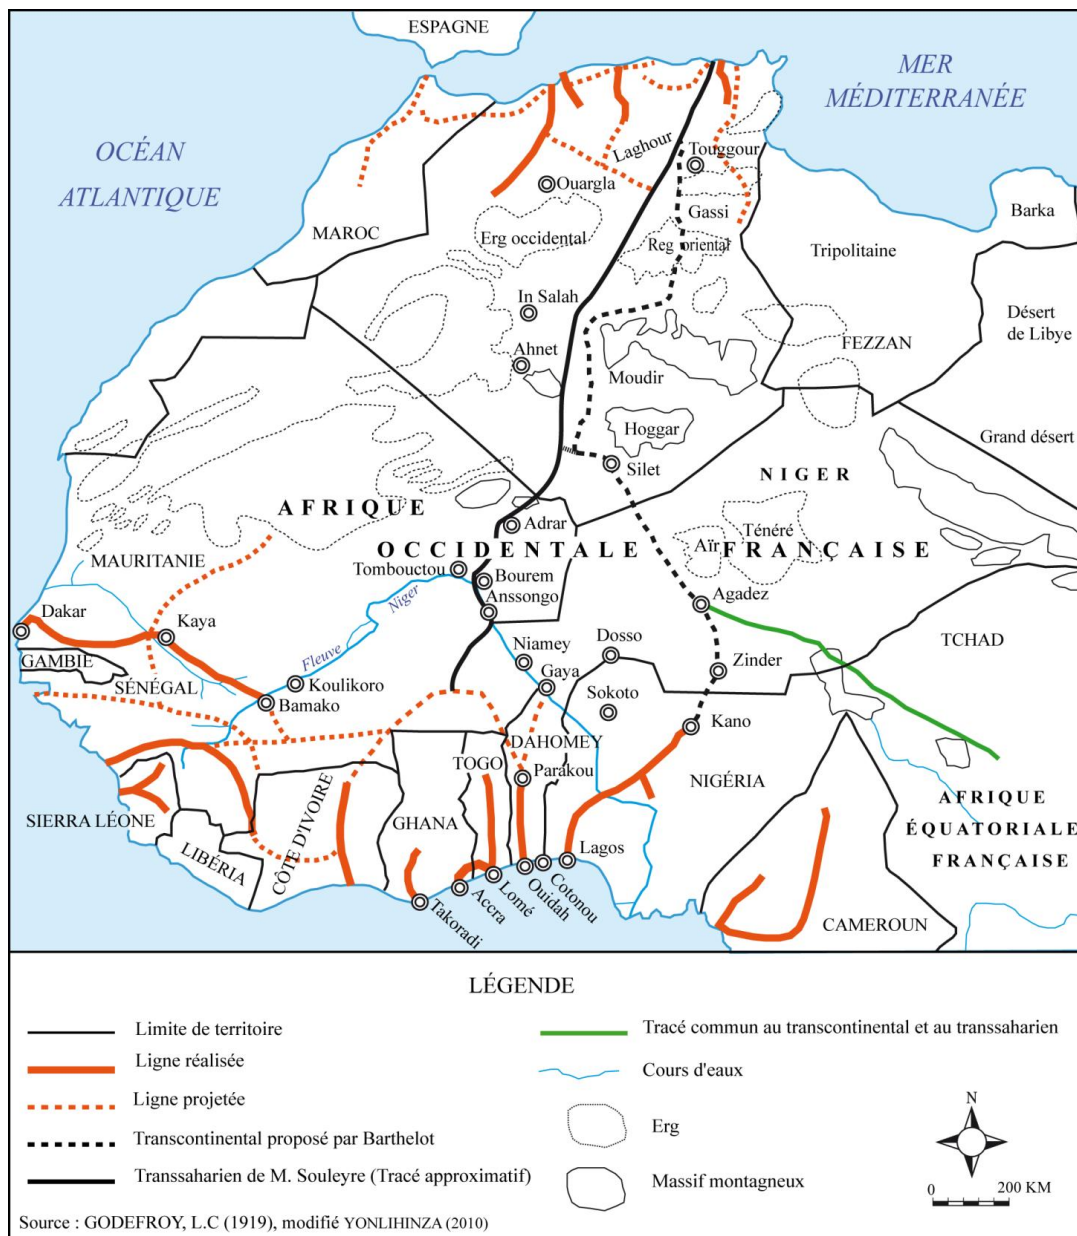 ESPAGNE
MER
MÉDITERRANÉE
OCÉAN
ATLANTIQUE
Laghour
Touggour
Ouargla
Gassi
Barka
MAROC
Erg occidental
Reg oriental
Tripolitaine
In Salah
Désert
de Libye
Ahnet
FEZZAN
Moudir
Hoggar
Grand désert
Silet
NIGER
AFRIQUE
Adrar
Ténéré
OCCIDENTALE
Aïr
FRANÇAISE
MAURITANIE
Tombouctou
Bourem
Niger
Anssongo
Agadez
Dakar
Kaya
TCHAD
Niamey
Dosso
GAMBIE
Fleuve
Zinder
Gaya
SÉNÉGAL
Koulikoro
Sokoto
Bamako
Kano
DAHOMEY
TOGO
Parakou
NIGÉRIA
AFRIQUE
ÉQUATORIALE
FRANÇAISE
SIERRA LÉONE
GHANA
CÔTE D'IVOIRE
LIBÉRIA
Lagos
Cotonou
Ouidah
Lomé
Accra
Takoradi
CAMEROUN
LÉGENDE
Limite de territoire
Ligne réalisée
Ligne projetée
Transcontinental proposé par Barthelot
Transsaharien de M. Souleyre (Tracé approximatif)
Tracé commun au transcontinental et au transsaharien
Cours d'eaux
Erg
Massif montagneux
N
0 200 KM
Source : GODEFROY, L.C (1919), modifié YONLIHINZA (2010)